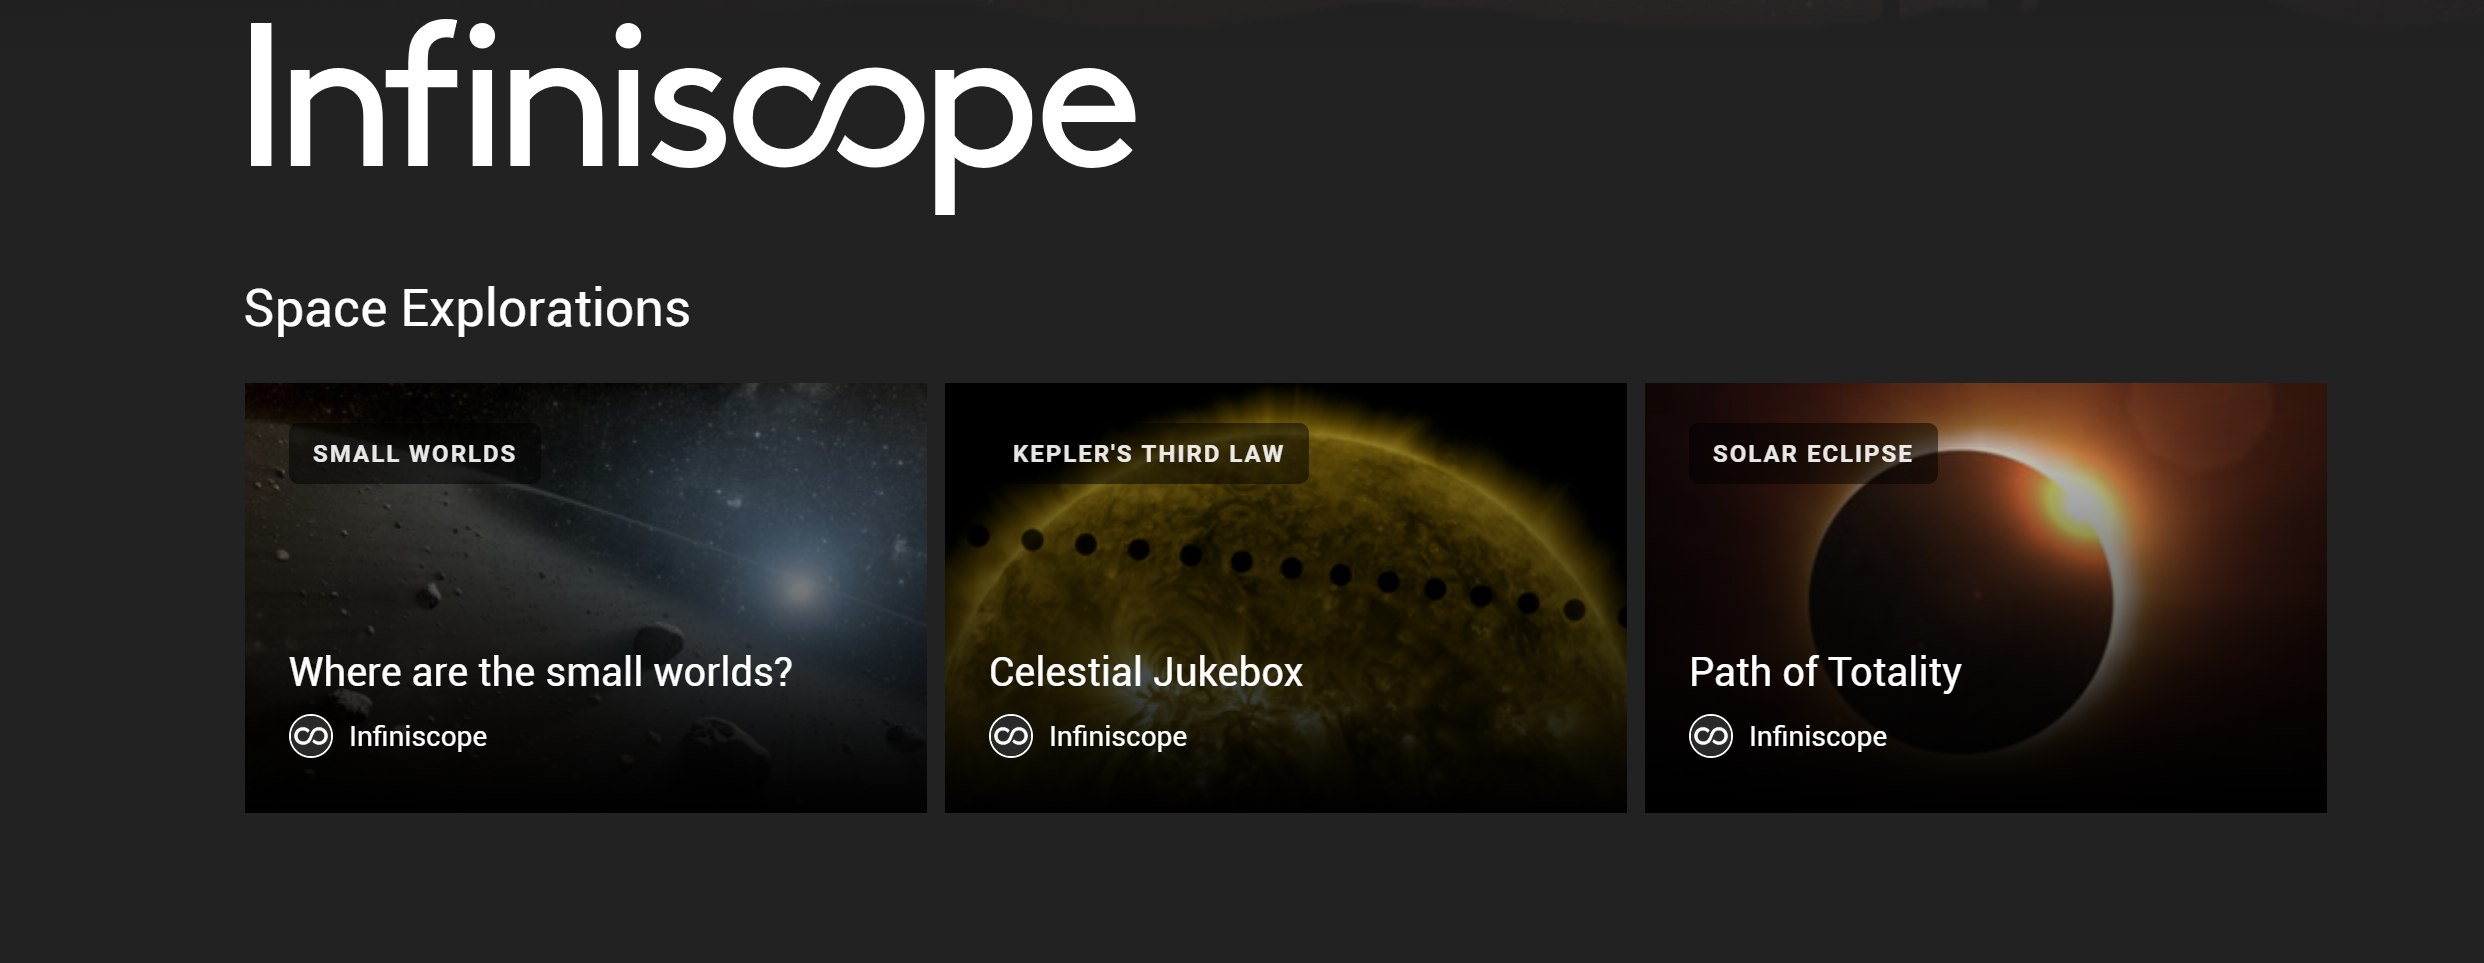 Infiniscope
Space Explorations
SMALL WORLDS
Where are the small worlds?
Infiniscope
KEPLER'S THIRD LAW
Celestial Jukebox
Infiniscope
SOLAR ECLIPSE
Path of Totality
Infiniscope